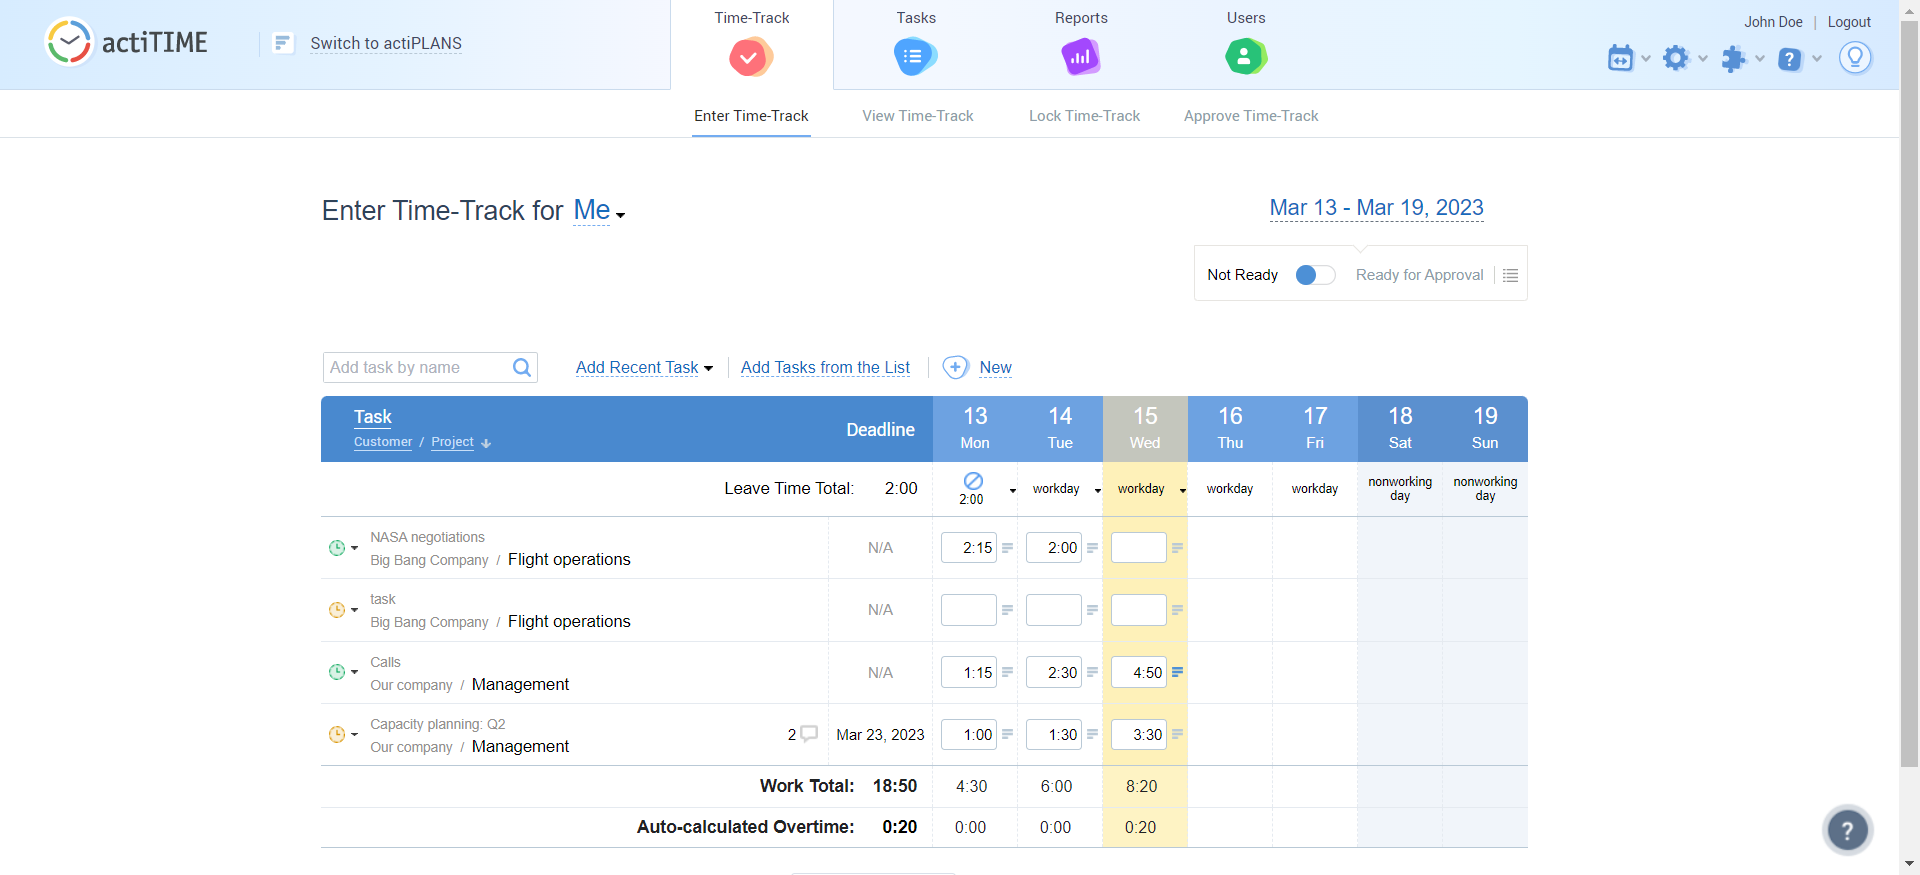 actiTIME
Switch to actiPLANS
Time-Track
Tasks
Reports
Users
John Doe | Logout
Enter Time-Track
View Time-Track
Lock Time-Track
Approve Time-Track
Enter Time-Track for Me
Mar 13 - Mar 19, 2023
Not Ready
Ready for Approval
Add task by name
Add Recent Task
Add Tasks from the List
New
Task
Customer / Project
Deadline
13 Mon
14 Tue
15 Wed
16 Thu
17 Fri
18 Sat
19 Sun
Leave Time Total: 2:00
2:00
workday
workday
workday
workday
nonworking day
nonworking day
NASA negotiations
Big Bang Company / Flight operations
N/A 2:15 2:00
task
Big Bang Company / Flight operations
N/A
Calls
Our company / Management
N/A 1:15 2:30 4:50
Capacity planning: Q2
Our company / Management
2 Mar 23, 2023 1:00 1:30 3:30
Work Total: 18:50 4:30 6:00 8:20
Auto-calculated Overtime: 0:20 0:00 0:00 0:20
?